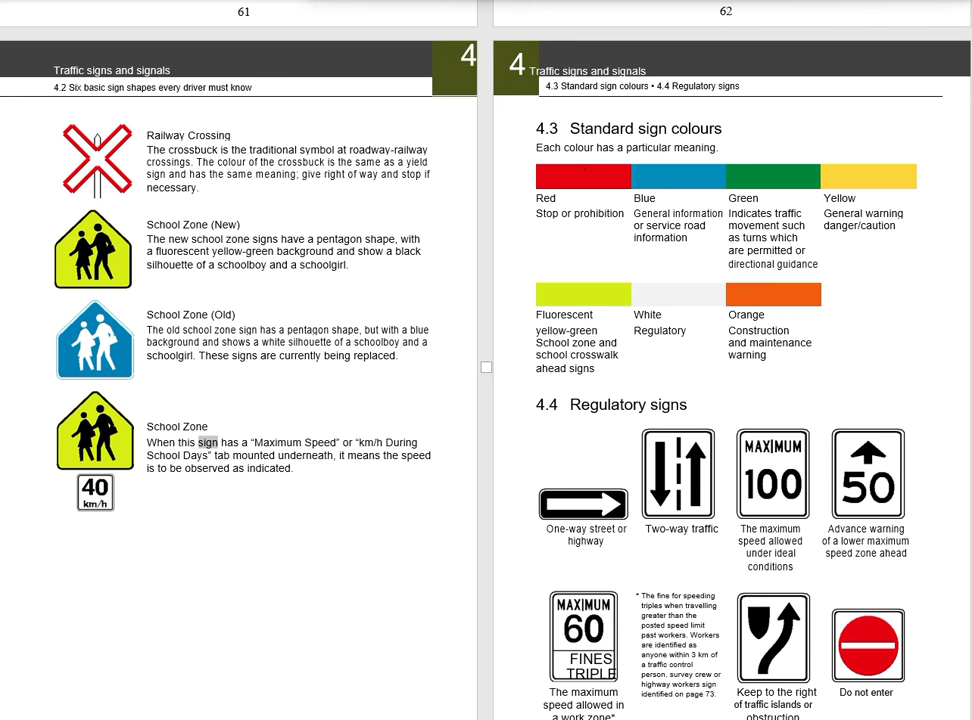 61
Traffic signs and signals
4
4.2 Six basic sign shapes every driver must know
Railway Crossing
The crossbuck is the traditional symbol at roadway-railway
crossings. The colour of the crossbuck is the same as a yield
sign and has the same meaning; give right of way and stop if
necessary.
School Zone (New)
The new school zone signs have a pentagon shape, with
a fluorescent yellow-green background and show a black
silhouette of a schoolboy and a schoolgirl.
School Zone (Old)
The old school zone sign has a pentagon shape, but with a blue
background and shows a white silhouette of a schoolboy and a
schoolgirl. These signs are currently being replaced.
School Zone
When this sign has a “Maximum Speed” or “km/h During
School Days” tab mounted underneath, it means the speed
is to be observed as indicated.
40
km/h
62
4
Traffic signs and signals
4.3 Standard sign colours • 4.4 Regulatory signs
4.3 Standard sign colours
Each colour has a particular meaning.
Red
Stop or prohibition
Blue
General information
or service road
information
Green
Indicates traffic
movement such
as turns which
are permitted or
directional guidance
Yellow
General warning
danger/caution
Fluorescent
yellow-green
School zone and
school crosswalk
ahead signs
White
Regulatory
Orange
Construction
and maintenance
warning
4.4 Regulatory signs
One-way street or
highway
Two-way traffic
MAXIMUM
100
The maximum
speed allowed
under ideal
conditions
50
Advance warning
of a lower maximum
speed zone ahead
MAXIMUM
60
FINES
TRIPLE
The maximum
speed allowed in
a work zone*
* The fine for speeding
triples when travelling
greater than the
posted speed limit
past workers. Workers
are identified as
anyone within 3 km of
a traffic control
person, survey crew or
highway workers sign
identified on page 73.
Keep to the right
of traffic islands or
obstruction
Do not enter